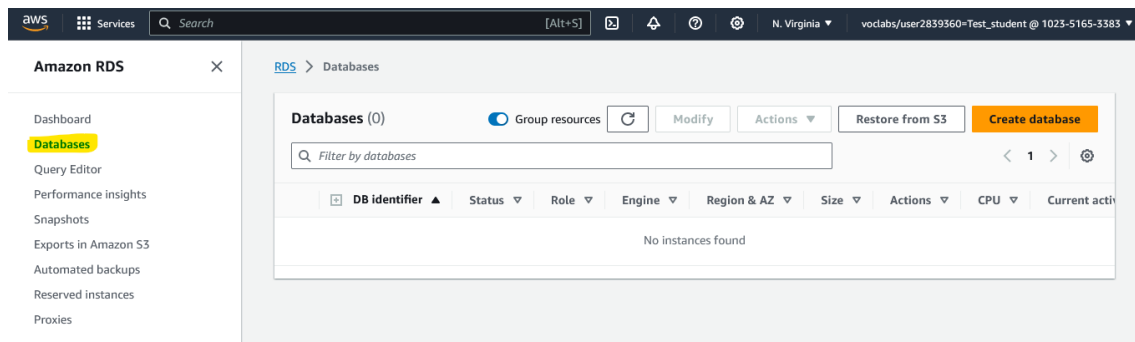 aws Services Search [Alt+S] N. Virginia voclabs/user2839360=Test_student @ 1023-5165-3383
Amazon RDS
Dashboard
Databases
Query Editor
Performance insights
Snapshots
Exports in Amazon S3
Automated backups
Reserved instances
Proxies
RDS > Databases
Databases (0) Group resources Modify Actions Restore from S3 Create database
Filter by databases
1
DB identifier Status Role Engine Region & AZ Size Actions CPU Current activ
No instances found